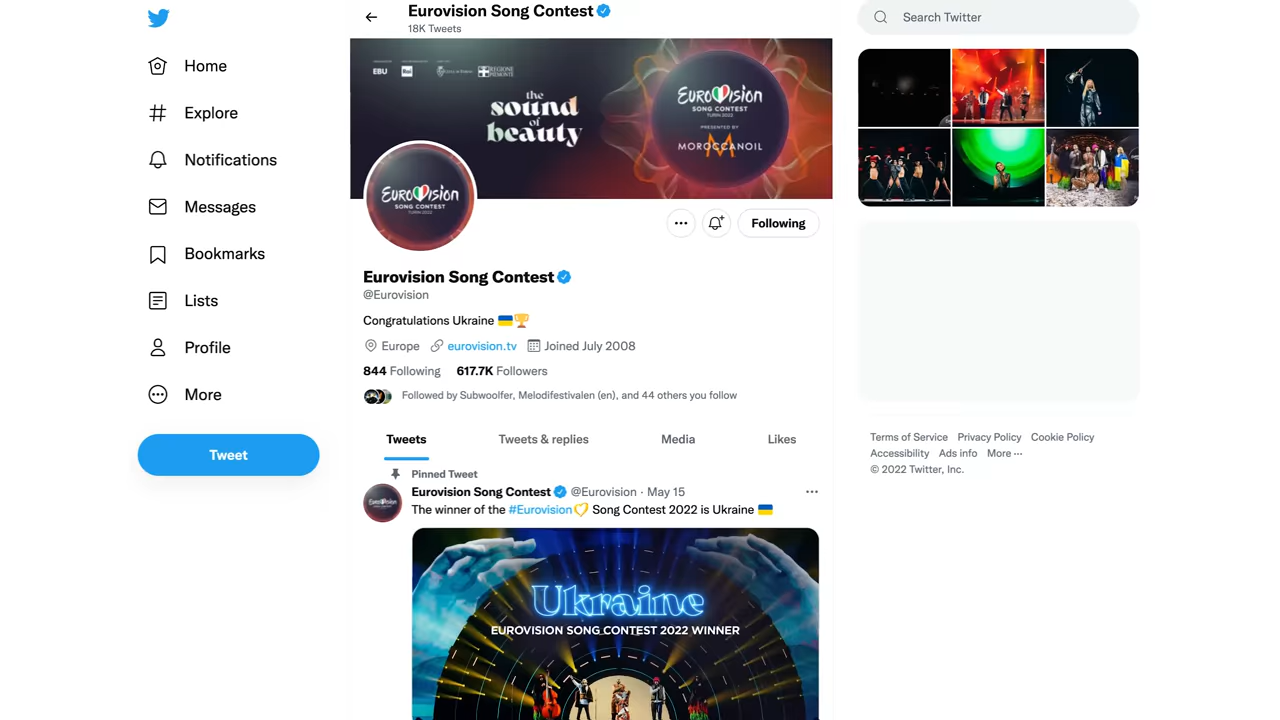 Eurovision Song Contest
18K Tweets
Search Twitter
Home
Explore
Notifications
Messages
Bookmarks
Lists
Profile
More
Tweet
EBU
Rai
REGIONE
PIEMONTE
the
sound
of
beauty
EUROVISION
SONG CONTEST
TURIN 2022
PRESENTED BY
MOROCCANOIL
EUROVISION
SONG CONTEST
TURIN 2022
Following
Eurovision Song Contest
@Eurovision
Congratulations Ukraine
Europe eurovision.tv Joined July 2008
844 Following 617.7K Followers
Followed by Subwoolfer, Melodifestivalen (en), and 44 others you follow
Tweets Tweets & replies Media Likes
Pinned Tweet
Eurovision Song Contest @Eurovision · May 15
The winner of the #Eurovision Song Contest 2022 is Ukraine
Ukraine
EUROVISION SONG CONTEST 2022 WINNER
Terms of Service Privacy Policy Cookie Policy
Accessibility Ads info More ···
© 2022 Twitter, Inc.